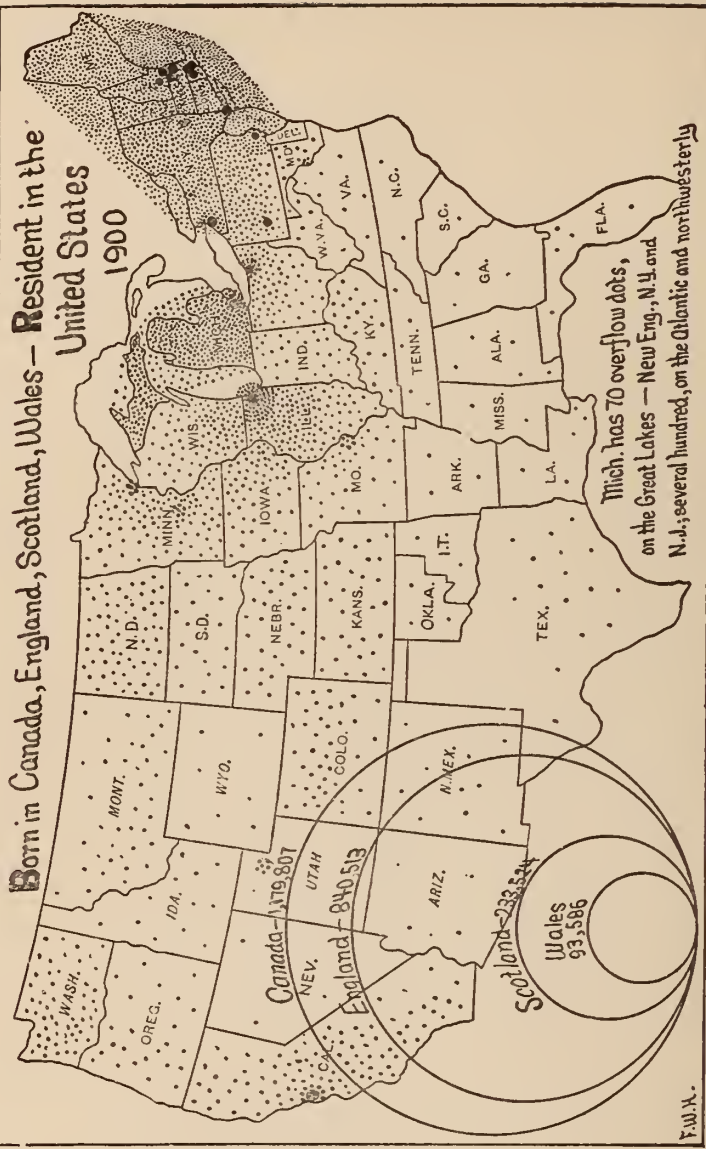 Born in Canada, England, Scotland, Wales – Resident in the
United States
1900
WASH.
OREG.
CAL.
NEV.
IDA.
MONT.
WYO.
UTAH
COLO.
ARIZ.
N.MEX.
N.D.
S.D.
NEBR.
KANS.
OKLA.
I.T.
TEX.
MINN.
IOWA
MO.
ARK.
LA.
WIS.
ILL.
MICH.
IND.
KY.
TENN.
MISS.
ALA.
GA.
FLA.
S.C.
N.C.
VA.
W.VA.
MD.
DEL.
N.Y.
Canada–1,179,807
England – 840,513
Scotland–233,524
Wales
93,586
Mich. has 70 overflow dots,
on the Great Lakes – New Eng., N.Y. and
N.J.; several hundred, on the Atlantic and northwesterly
F.W.H.